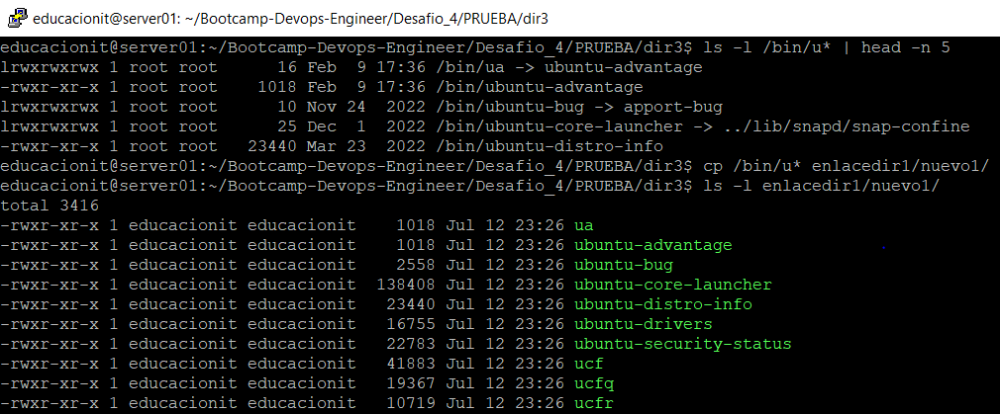 educacionit@server01: ~/Bootcamp-Devops-Engineer/Desafio_4/PRUEBA/dir3
educacionit@server01:~/Bootcamp-Devops-Engineer/Desafio_4/PRUEBA/dir3$ ls -l /bin/u* | head -n 5
lrwxrwxrwx 1 root root      16 Feb  9 17:36 /bin/ua -> ubuntu-advantage
-rwxr-xr-x 1 root root    1018 Feb  9 17:36 /bin/ubuntu-advantage
lrwxrwxrwx 1 root root      10 Nov 24  2022 /bin/ubuntu-bug -> apport-bug
lrwxrwxrwx 1 root root      25 Dec  1  2022 /bin/ubuntu-core-launcher -> ../lib/snapd/snap-confine
-rwxr-xr-x 1 root root   23440 Mar 23  2022 /bin/ubuntu-distro-info
educacionit@server01:~/Bootcamp-Devops-Engineer/Desafio_4/PRUEBA/dir3$ cp /bin/u* enlacedir1/nuevo1/
educacionit@server01:~/Bootcamp-Devops-Engineer/Desafio_4/PRUEBA/dir3$ ls -l enlacedir1/nuevo1/
total 3416
-rwxr-xr-x 1 educacionit educacionit    1018 Jul 12 23:26 ua
-rwxr-xr-x 1 educacionit educacionit    1018 Jul 12 23:26 ubuntu-advantage
-rwxr-xr-x 1 educacionit educacionit    2558 Jul 12 23:26 ubuntu-bug
-rwxr-xr-x 1 educacionit educacionit  138408 Jul 12 23:26 ubuntu-core-launcher
-rwxr-xr-x 1 educacionit educacionit   23440 Jul 12 23:26 ubuntu-distro-info
-rwxr-xr-x 1 educacionit educacionit   16755 Jul 12 23:26 ubuntu-drivers
-rwxr-xr-x 1 educacionit educacionit   22783 Jul 12 23:26 ubuntu-security-status
-rwxr-xr-x 1 educacionit educacionit   41883 Jul 12 23:26 ucf
-rwxr-xr-x 1 educacionit educacionit   19367 Jul 12 23:26 ucfq
-rwxr-xr-x 1 educacionit educacionit   10719 Jul 12 23:26 ucfr